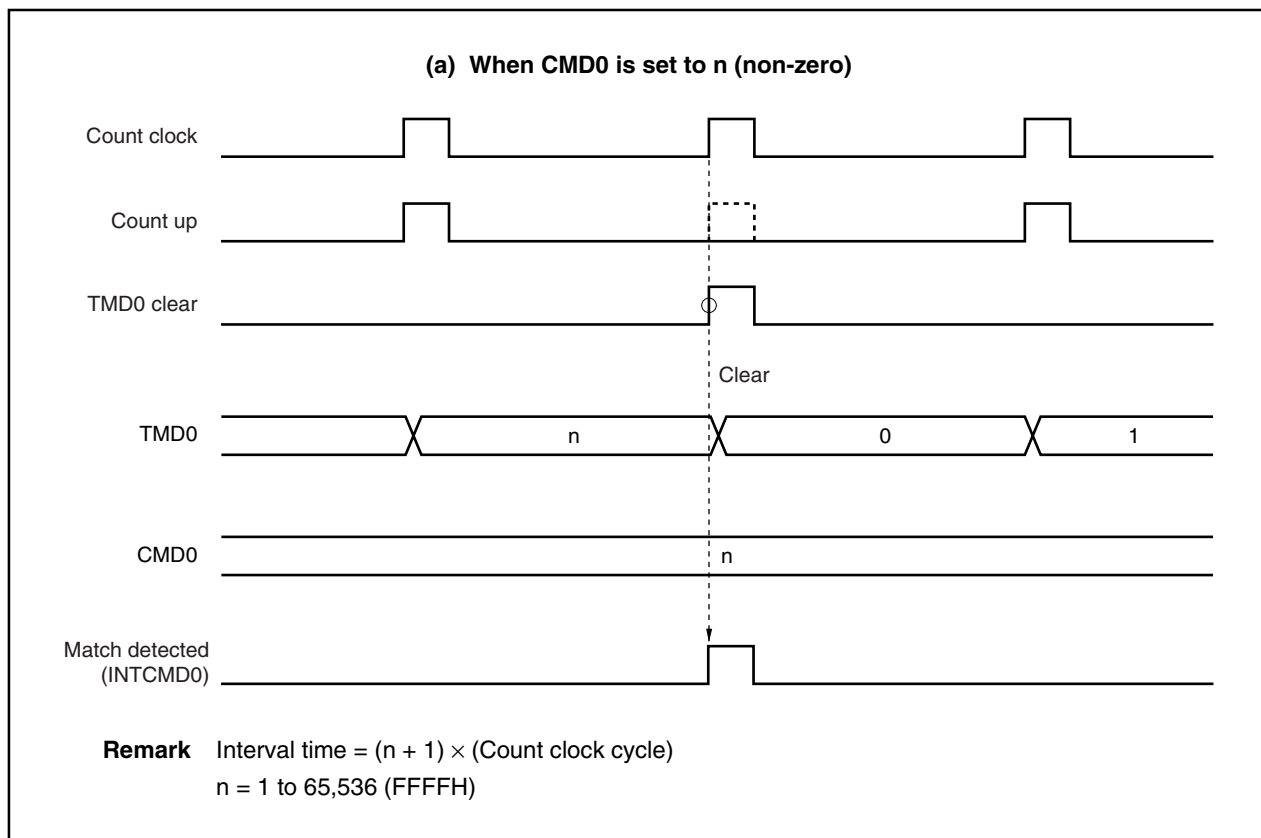 (a) When CMD0 is set to n (non-zero)
Count clock
Count up
TMD0 clear
Clear
TMD0
n
0
1
CMD0
n
Match detected
(INTCMD0)
Remark Interval time = (n + 1) × (Count clock cycle)
n = 1 to 65,536 (FFFFH)